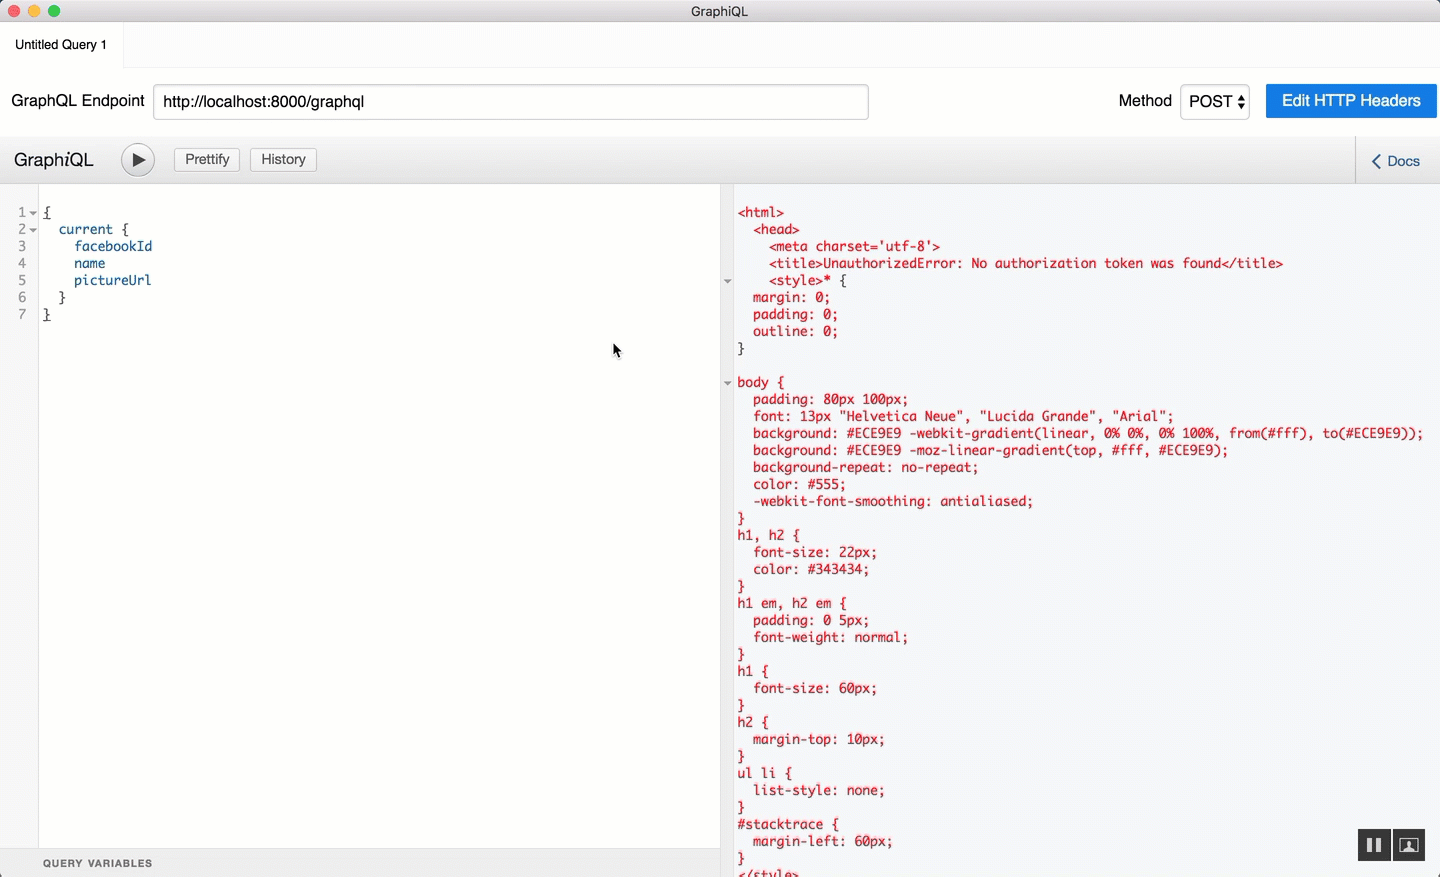 GraphiQL
Untitled Query 1
GraphQL Endpoint http://localhost:8000/graphql Method POST Edit HTTP Headers
GraphiQL Prettify History Docs
1 {
2 current {
3 facebookId
4 name
5 pictureUrl
6 }
7 }
QUERY VARIABLES
<html>
<head>
<meta charset='utf-8'>
<title>UnauthorizedError: No authorization token was found</title>
<style>* {
margin: 0;
padding: 0;
outline: 0;
}
body {
padding: 80px 100px;
font: 13px "Helvetica Neue", "Lucida Grande", "Arial";
background: #ECE9E9 -webkit-gradient(linear, 0% 0%, 0% 100%, from(#fff), to(#ECE9E9));
background: #ECE9E9 -moz-linear-gradient(top, #fff, #ECE9E9);
background-repeat: no-repeat;
color: #555;
-webkit-font-smoothing: antialiased;
}
h1, h2 {
font-size: 22px;
color: #343434;
}
h1 em, h2 em {
padding: 0 5px;
font-weight: normal;
}
h1 {
font-size: 60px;
}
h2 {
margin-top: 10px;
}
ul li {
list-style: none;
}
#stacktrace {
margin-left: 60px;
}
</style>